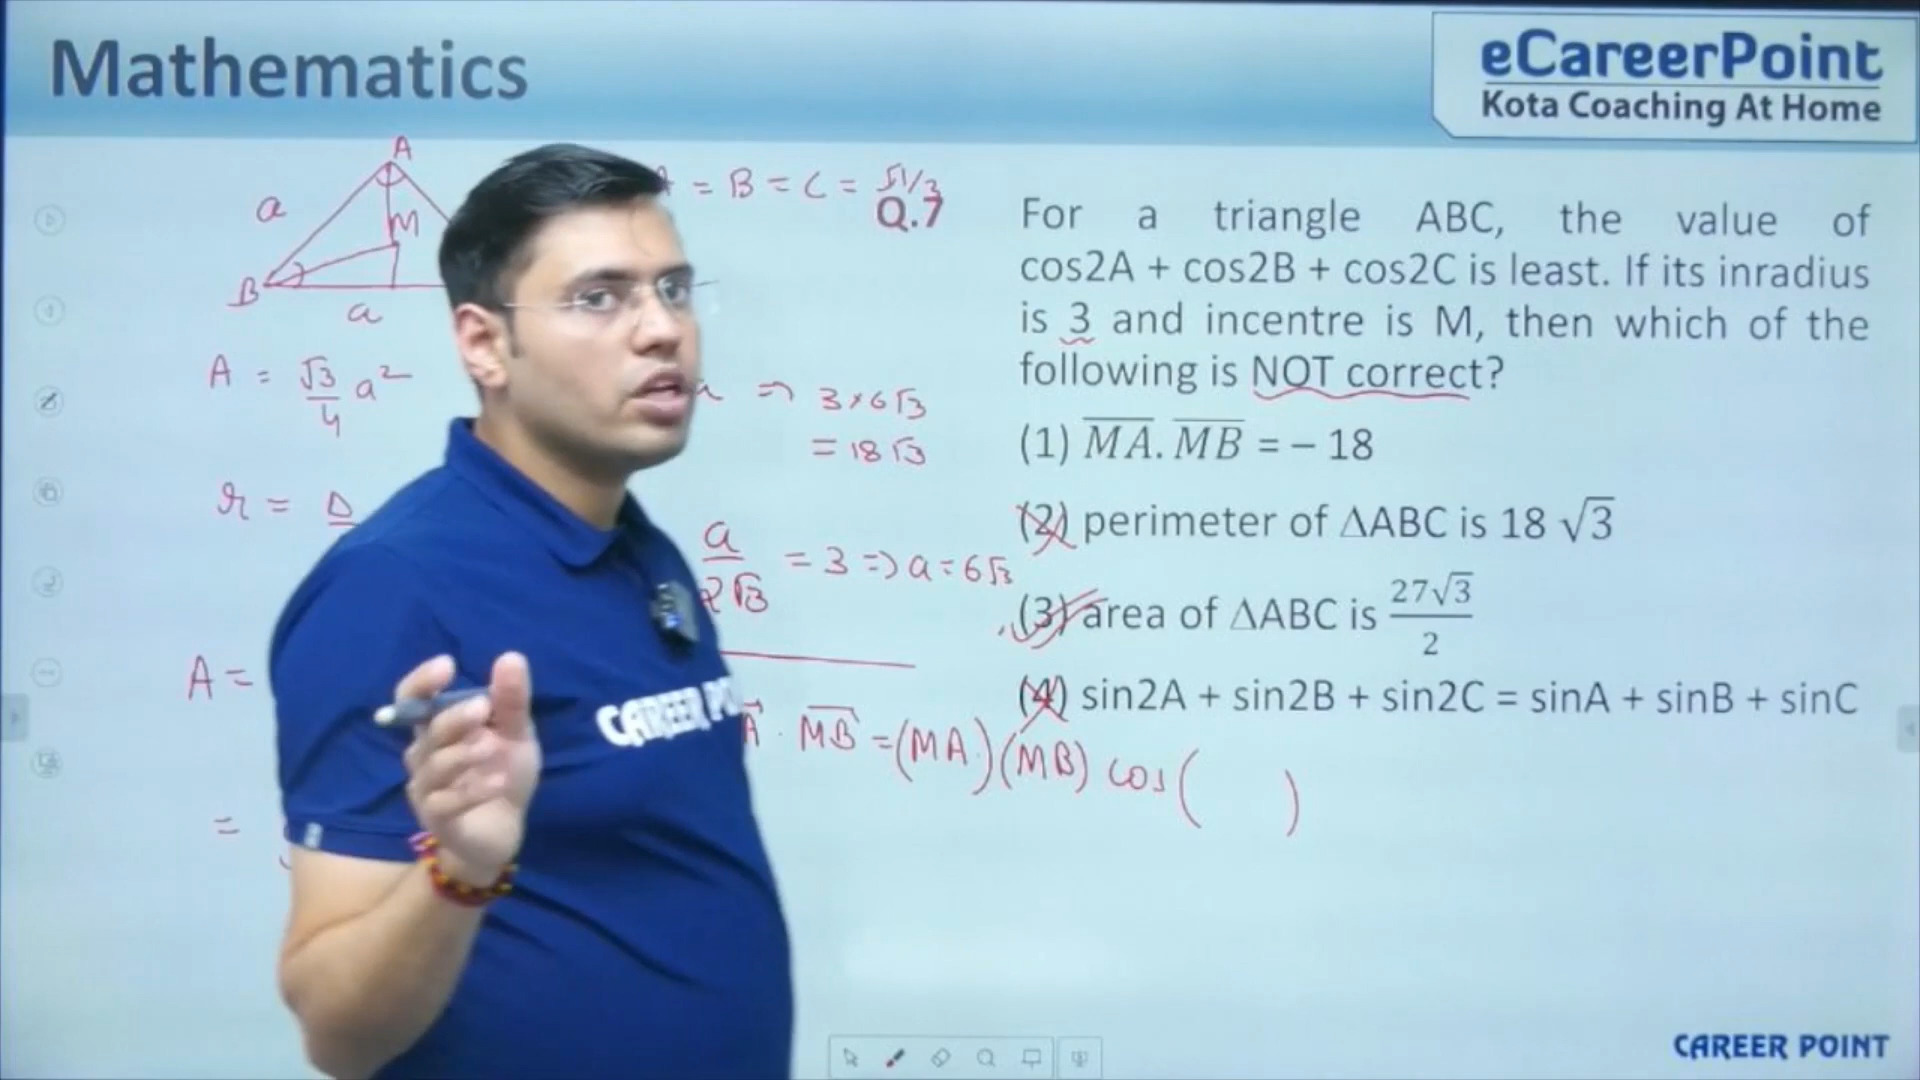 Mathematics
eCareerPoint
Kota Coaching At Home
A
a
M
B
a
= B = C = π/3
Q.7
For a triangle ABC, the value of
cos2A + cos2B + cos2C is least. If its inradius
is 3 and incentre is M, then which of the
following is NOT correct?
(1) MA. MB = – 18
(2) perimeter of ΔABC is 18 √3
(3) area of ΔABC is 27√3/2
(4) sin2A + sin2B + sin2C = sinA + sinB + sinC
A = √3/4 a²
⇒ 3×6√3
= 18√3
r = Δ
a/2√3 = 3 ⇒ a = 6√3
A =
A · MB = (MA) (MB) cos( )
=
CAREER PO
CAREER POINT